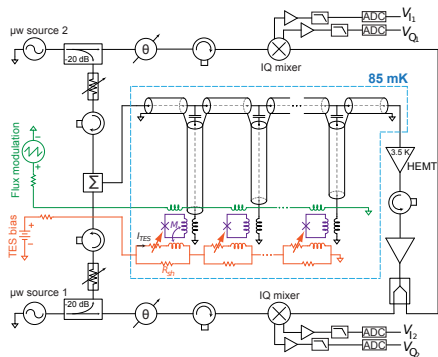 μw source 2
-20 dB
θ
IQ mixer
ADC
V_I₁
ADC
V_Q₁
85 mK
3.5 K
HEMT
Flux modulation
Σ
TES bias
I_TES
M
R_sh
μw source 1
-20 dB
θ
IQ mixer
ADC
V_I₂
ADC
V_Q₂